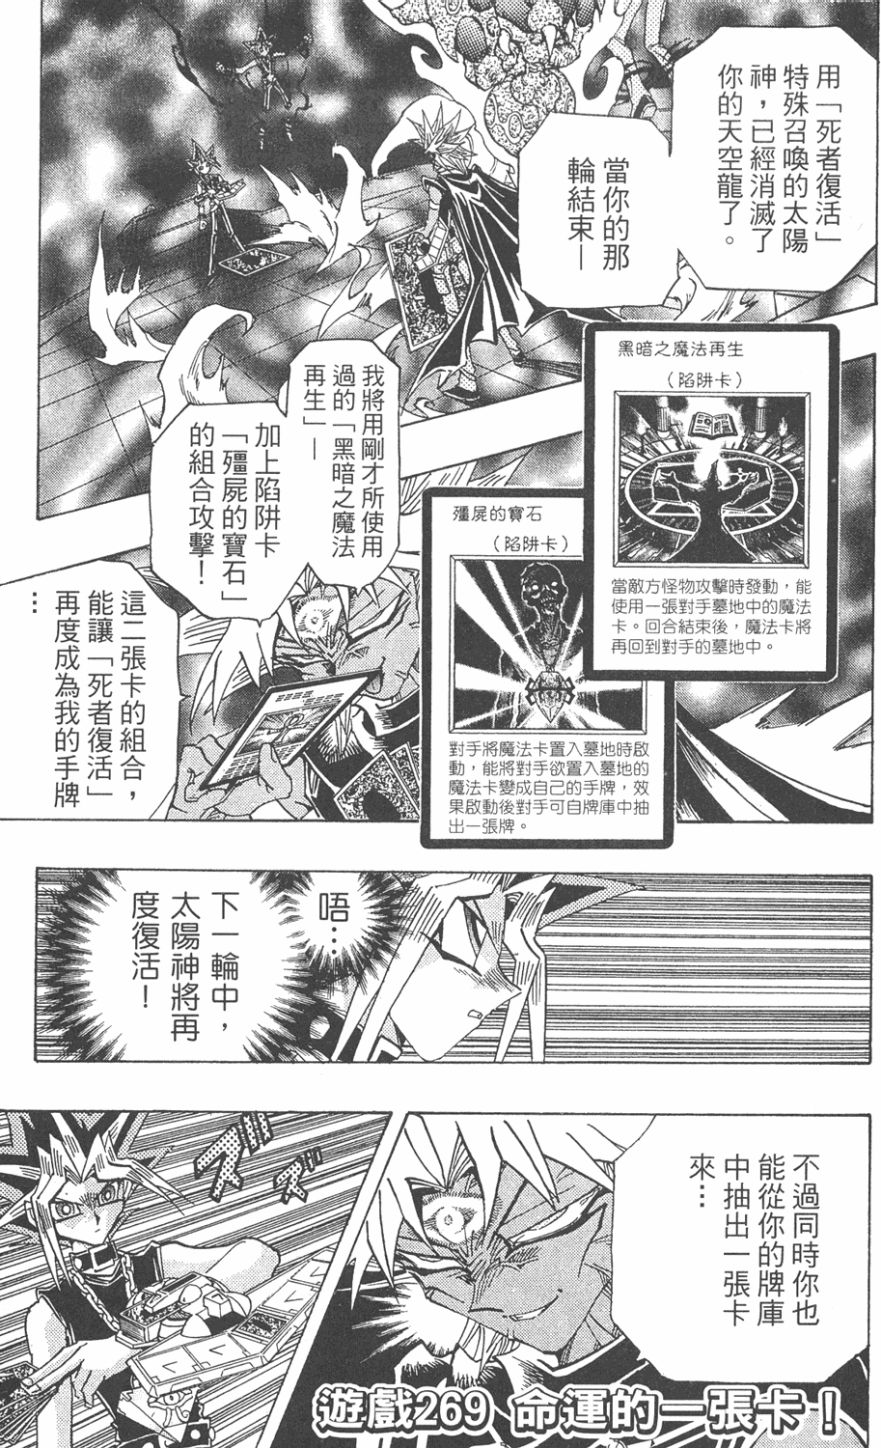 用「死者復活」
特殊召喚的太陽
神，已經消滅了
你的天空龍了。
當你的那
輪結束—
黑暗之魔法再生
（陷阱卡）
當敵方怪物攻擊時發動，能
使用一張對手墓地中的魔法
卡。回合結束後，魔法卡將
再回到對手的墓地中。
我將用剛才所使用
過的「黑暗之魔法
再生」—
加上陷阱卡
「殭屍的寶石」
的組合攻擊！
殭屍的寶石
（陷阱卡）
對手將魔法卡置入墓地時啟
動，能將對手欲置入墓地的
魔法卡變成自己的手牌，效
果啟動後對手可自牌庫中抽
出一張牌。
這二張卡的組合，
能讓「死者復活」
再度成為我的手牌
…
唔…
下一輪中，
太陽神將再
度復活！
不過同時你也
能從你的牌庫
中抽出一張卡
來…
ズズ
遊戲269 命運的一張卡！